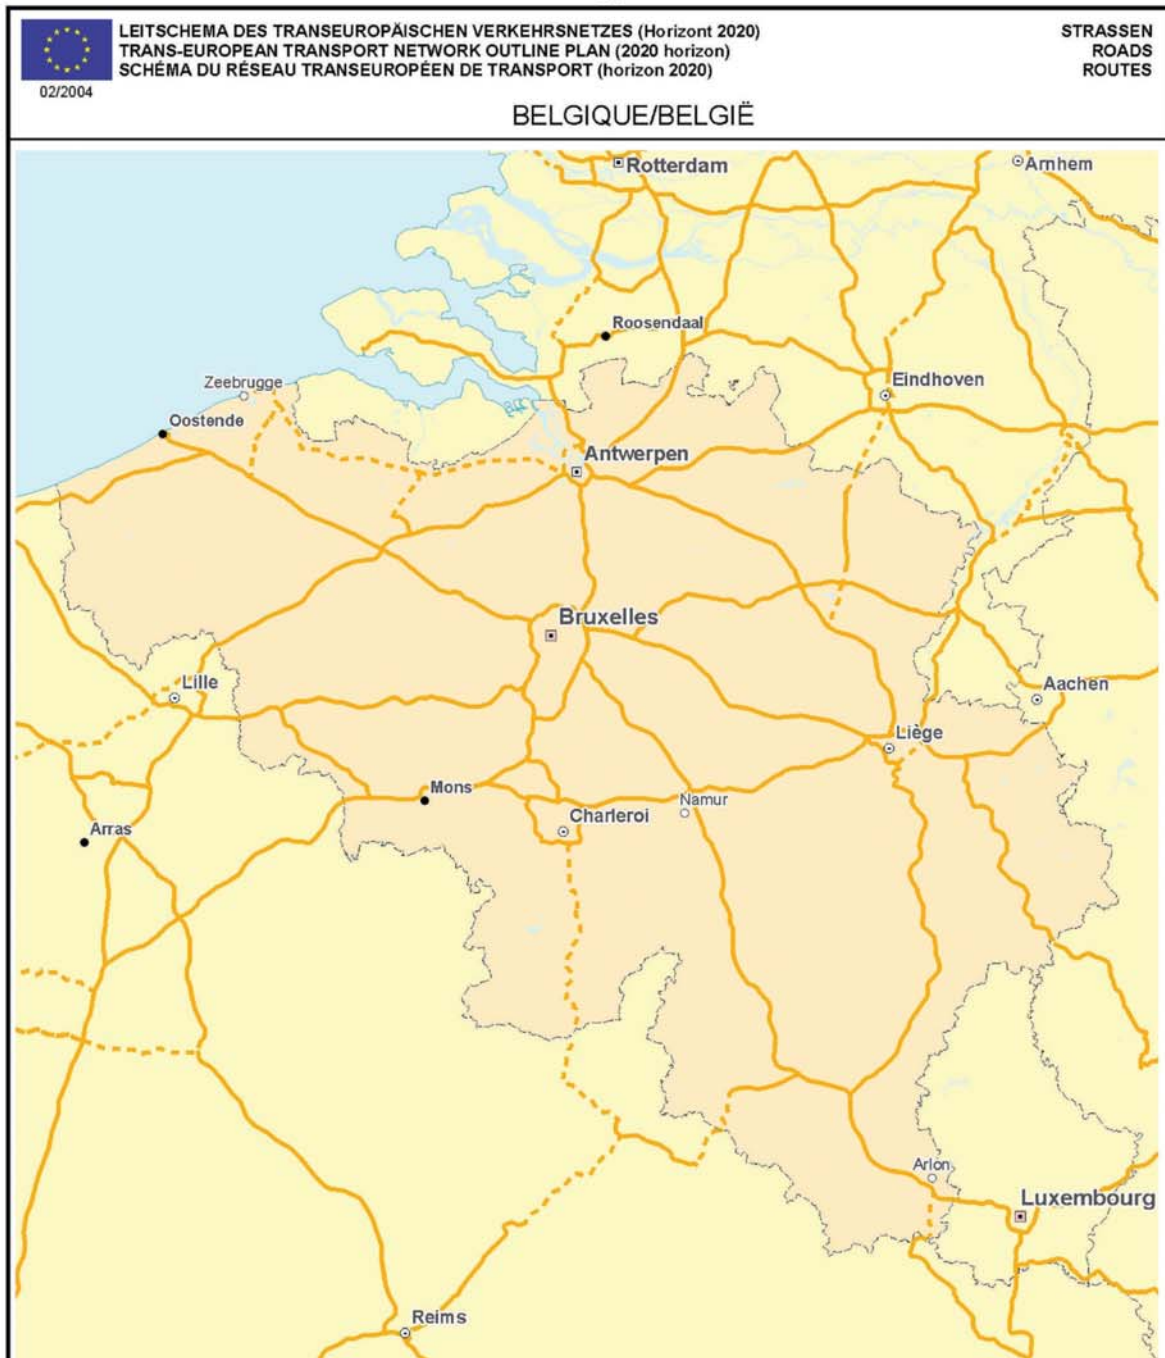 LEITSCHEMA DES TRANSEUROPÄISCHEN VERKEHRSNETZES (Horizont 2020)
TRANS-EUROPEAN TRANSPORT NETWORK OUTLINE PLAN (2020 horizon)
SCHÉMA DU RÉSEAU TRANSEUROPÉEN DE TRANSPORT (horizon 2020)
STRASSEN
ROADS
ROUTES
02/2004
BELGIQUE/BELGIË
Rotterdam
Arnhem
Roosendaal
Zeebrugge
Eindhoven
Oostende
Antwerpen
Bruxelles
Lille
Aachen
Liège
Mons
Namur
Charleroi
Arras
Arlon
Luxembourg
Reims